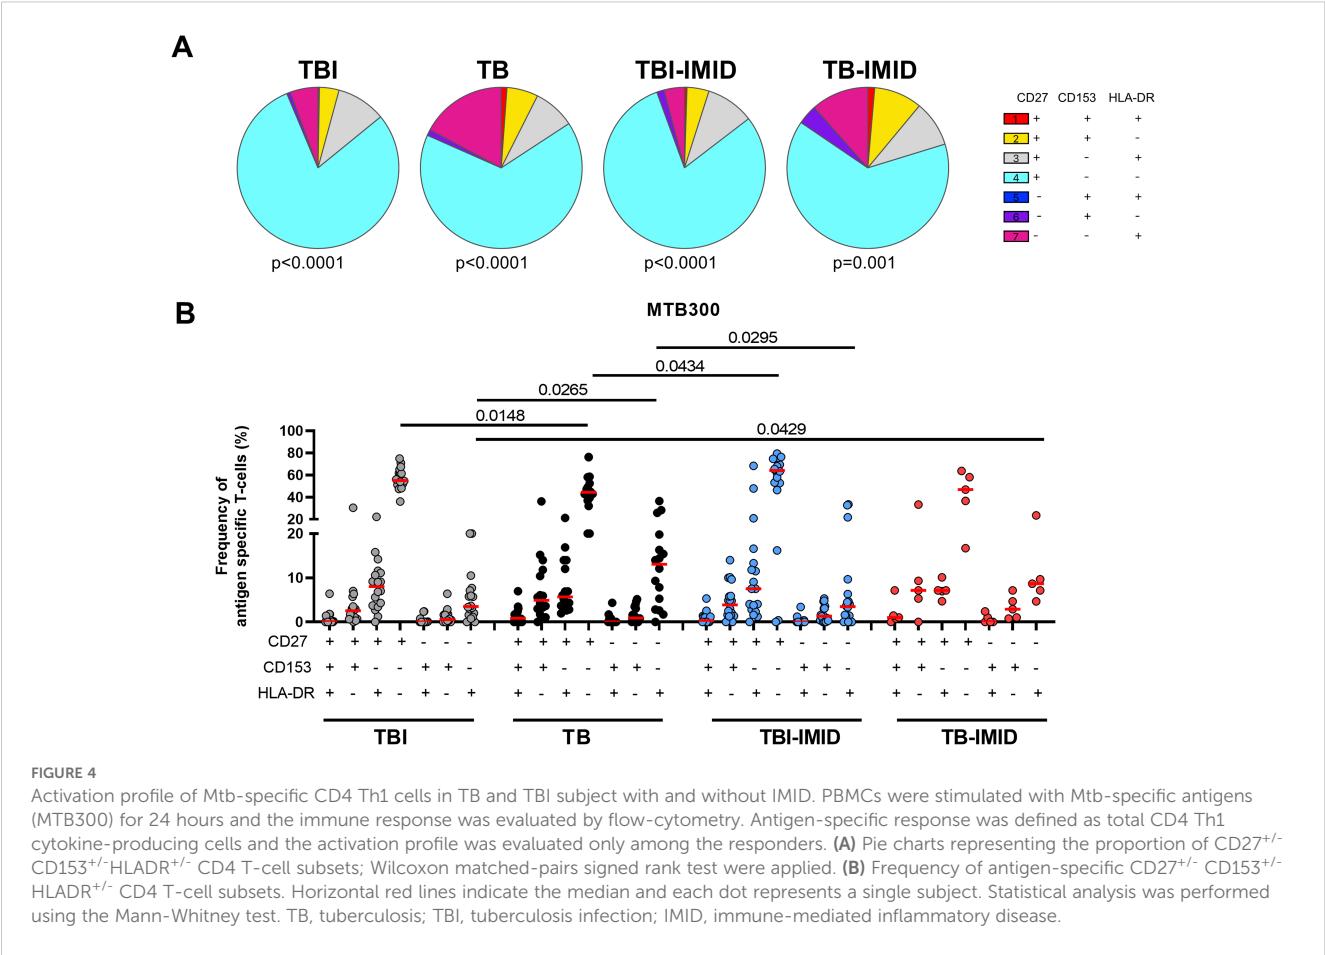 A
TBI TB TBI-IMID TB-IMID
p<0.0001 p<0.0001 p<0.0001 p=0.001
CD27 CD153 HLA-DR
1 + + +
2 + + -
3 + - +
4 + - -
5 - + +
6 - + -
7 - - +
B
MTB300
0.0295
0.0434
0.0265
0.0148
0.0429
Frequency of
antigen specific T-cells (%)
100
80
60
40
20
20
10
0
CD27 + + + + - - - + + + + - - - + + + + - - - + + + + - - -
CD153 + + - - + + - + + - - + + - + + - - + + - + + - - + + -
HLA-DR + - + - + - + + - + - + - + + - + - + - + + - + - + - +
TBI TB TBI-IMID TB-IMID
FIGURE 4
Activation profile of Mtb-specific CD4 Th1 cells in TB and TBI subject with and without IMID. PBMCs were stimulated with Mtb-specific antigens
(MTB300) for 24 hours and the immune response was evaluated by flow-cytometry. Antigen-specific response was defined as total CD4 Th1
cytokine-producing cells and the activation profile was evaluated only among the responders. (A) Pie charts representing the proportion of CD27+/-
CD153+/-HLADR+/- CD4 T-cell subsets; Wilcoxon matched-pairs signed rank test were applied. (B) Frequency of antigen-specific CD27+/- CD153+/-
HLADR+/- CD4 T-cell subsets. Horizontal red lines indicate the median and each dot represents a single subject. Statistical analysis was performed
using the Mann-Whitney test. TB, tuberculosis; TBI, tuberculosis infection; IMID, immune-mediated inflammatory disease.